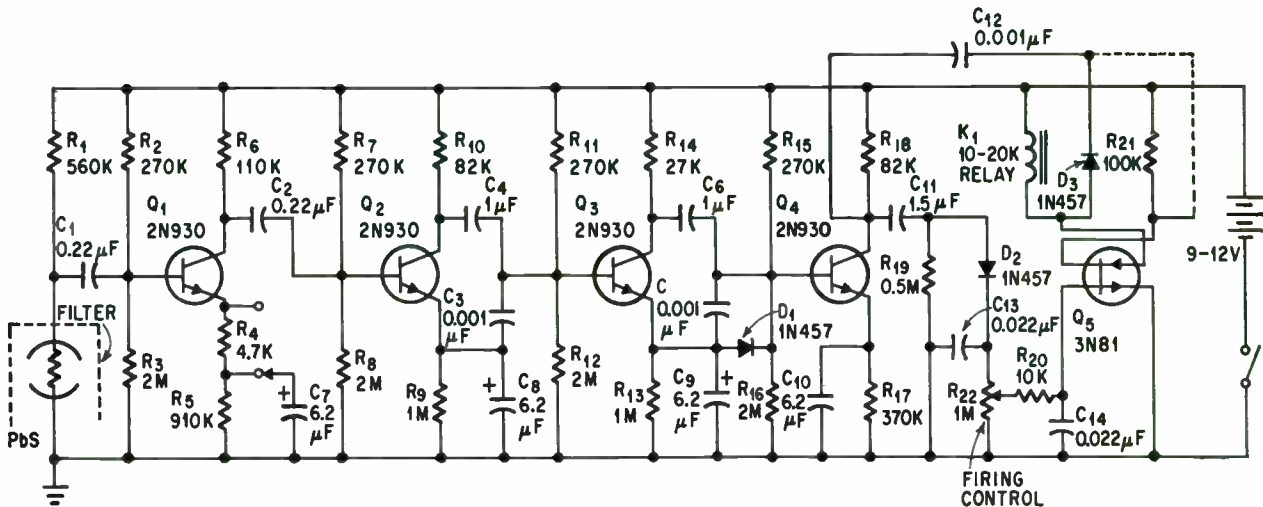 C12
0.001μF
R1
560K
R2
270K
R6
110K
C2
0.22μF
R7
270K
R10
82K
C4
1μF
R11
270K
R14
27K
C6
1μF
R15
270K
R18
82K
C11
1.5μF
K1
10-20K
RELAY
D3
1N457
R21
100K
C1
0.22μF
Q1
2N930
Q2
2N930
Q3
2N930
Q4
2N930
R19
0.5M
D2
1N457
9-12V
FILTER
R4
4.7K
C3
0.001
μF
C
0.001
μF
D1
1N457
C13
0.022μF
Q5
3N81
R3
2M
R5
910K
C7
6.2
μF
R8
2M
R9
1M
C8
6.2
μF
R12
2M
R13
1M
C9
6.2
μF
R16
2M
C10
6.2
μF
R17
370K
R22
1M
R20
10K
C14
0.022μF
PbS
+
+
+
FIRING
CONTROL